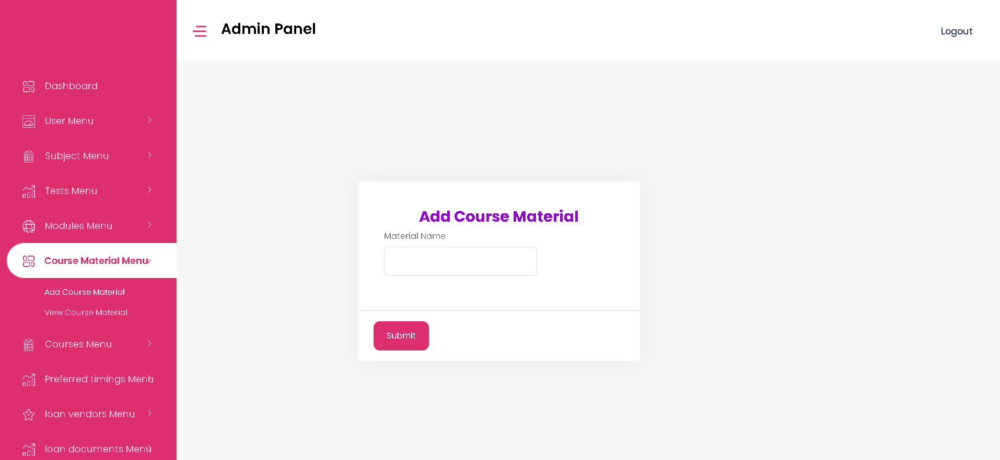 Admin Panel
Logout
Dashboard
User Menu
Subject Menu
Tests Menu
Modules Menu
Course Material Menu
Add Course Material
View Course Material
Courses Menu
Preferred timings Menu
loan vendors Menu
loan documents Menu
Add Course Material
Material Name
Submit